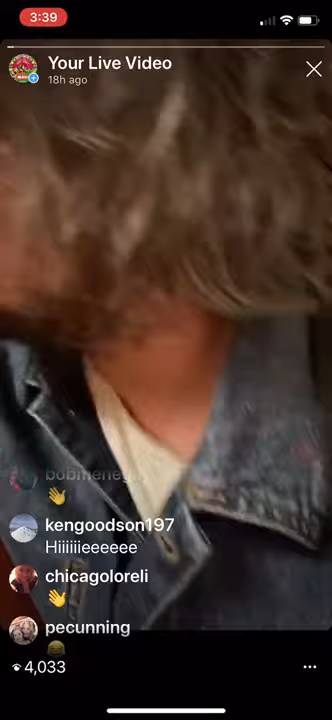 3:39
Your Live Video
18h ago
kengoodson197
Hiiiiiieeeeee
chicagoloreli
👋
pecunning
😂
4,033